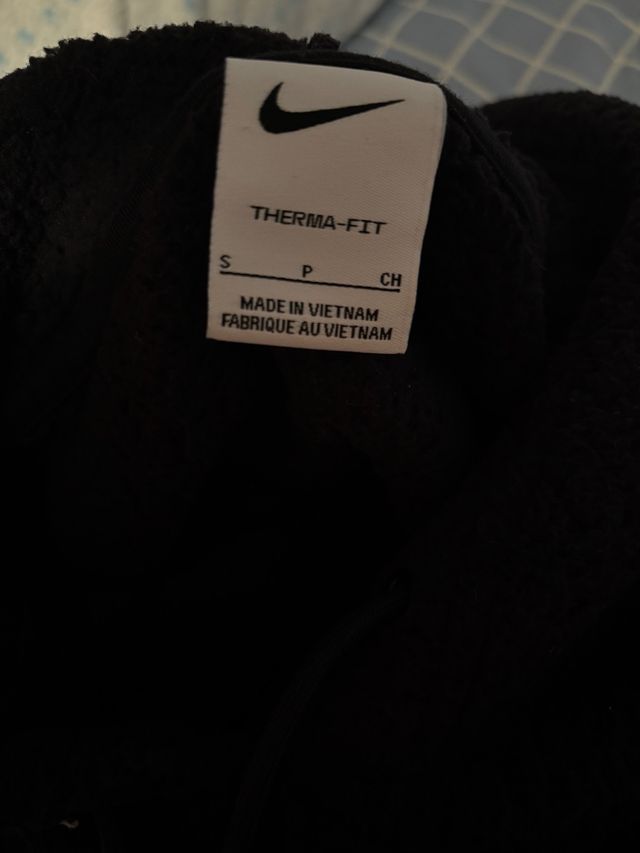 THERMA-FIT
S P CH
MADE IN VIETNAM
FABRIQUE AU VIETNAM